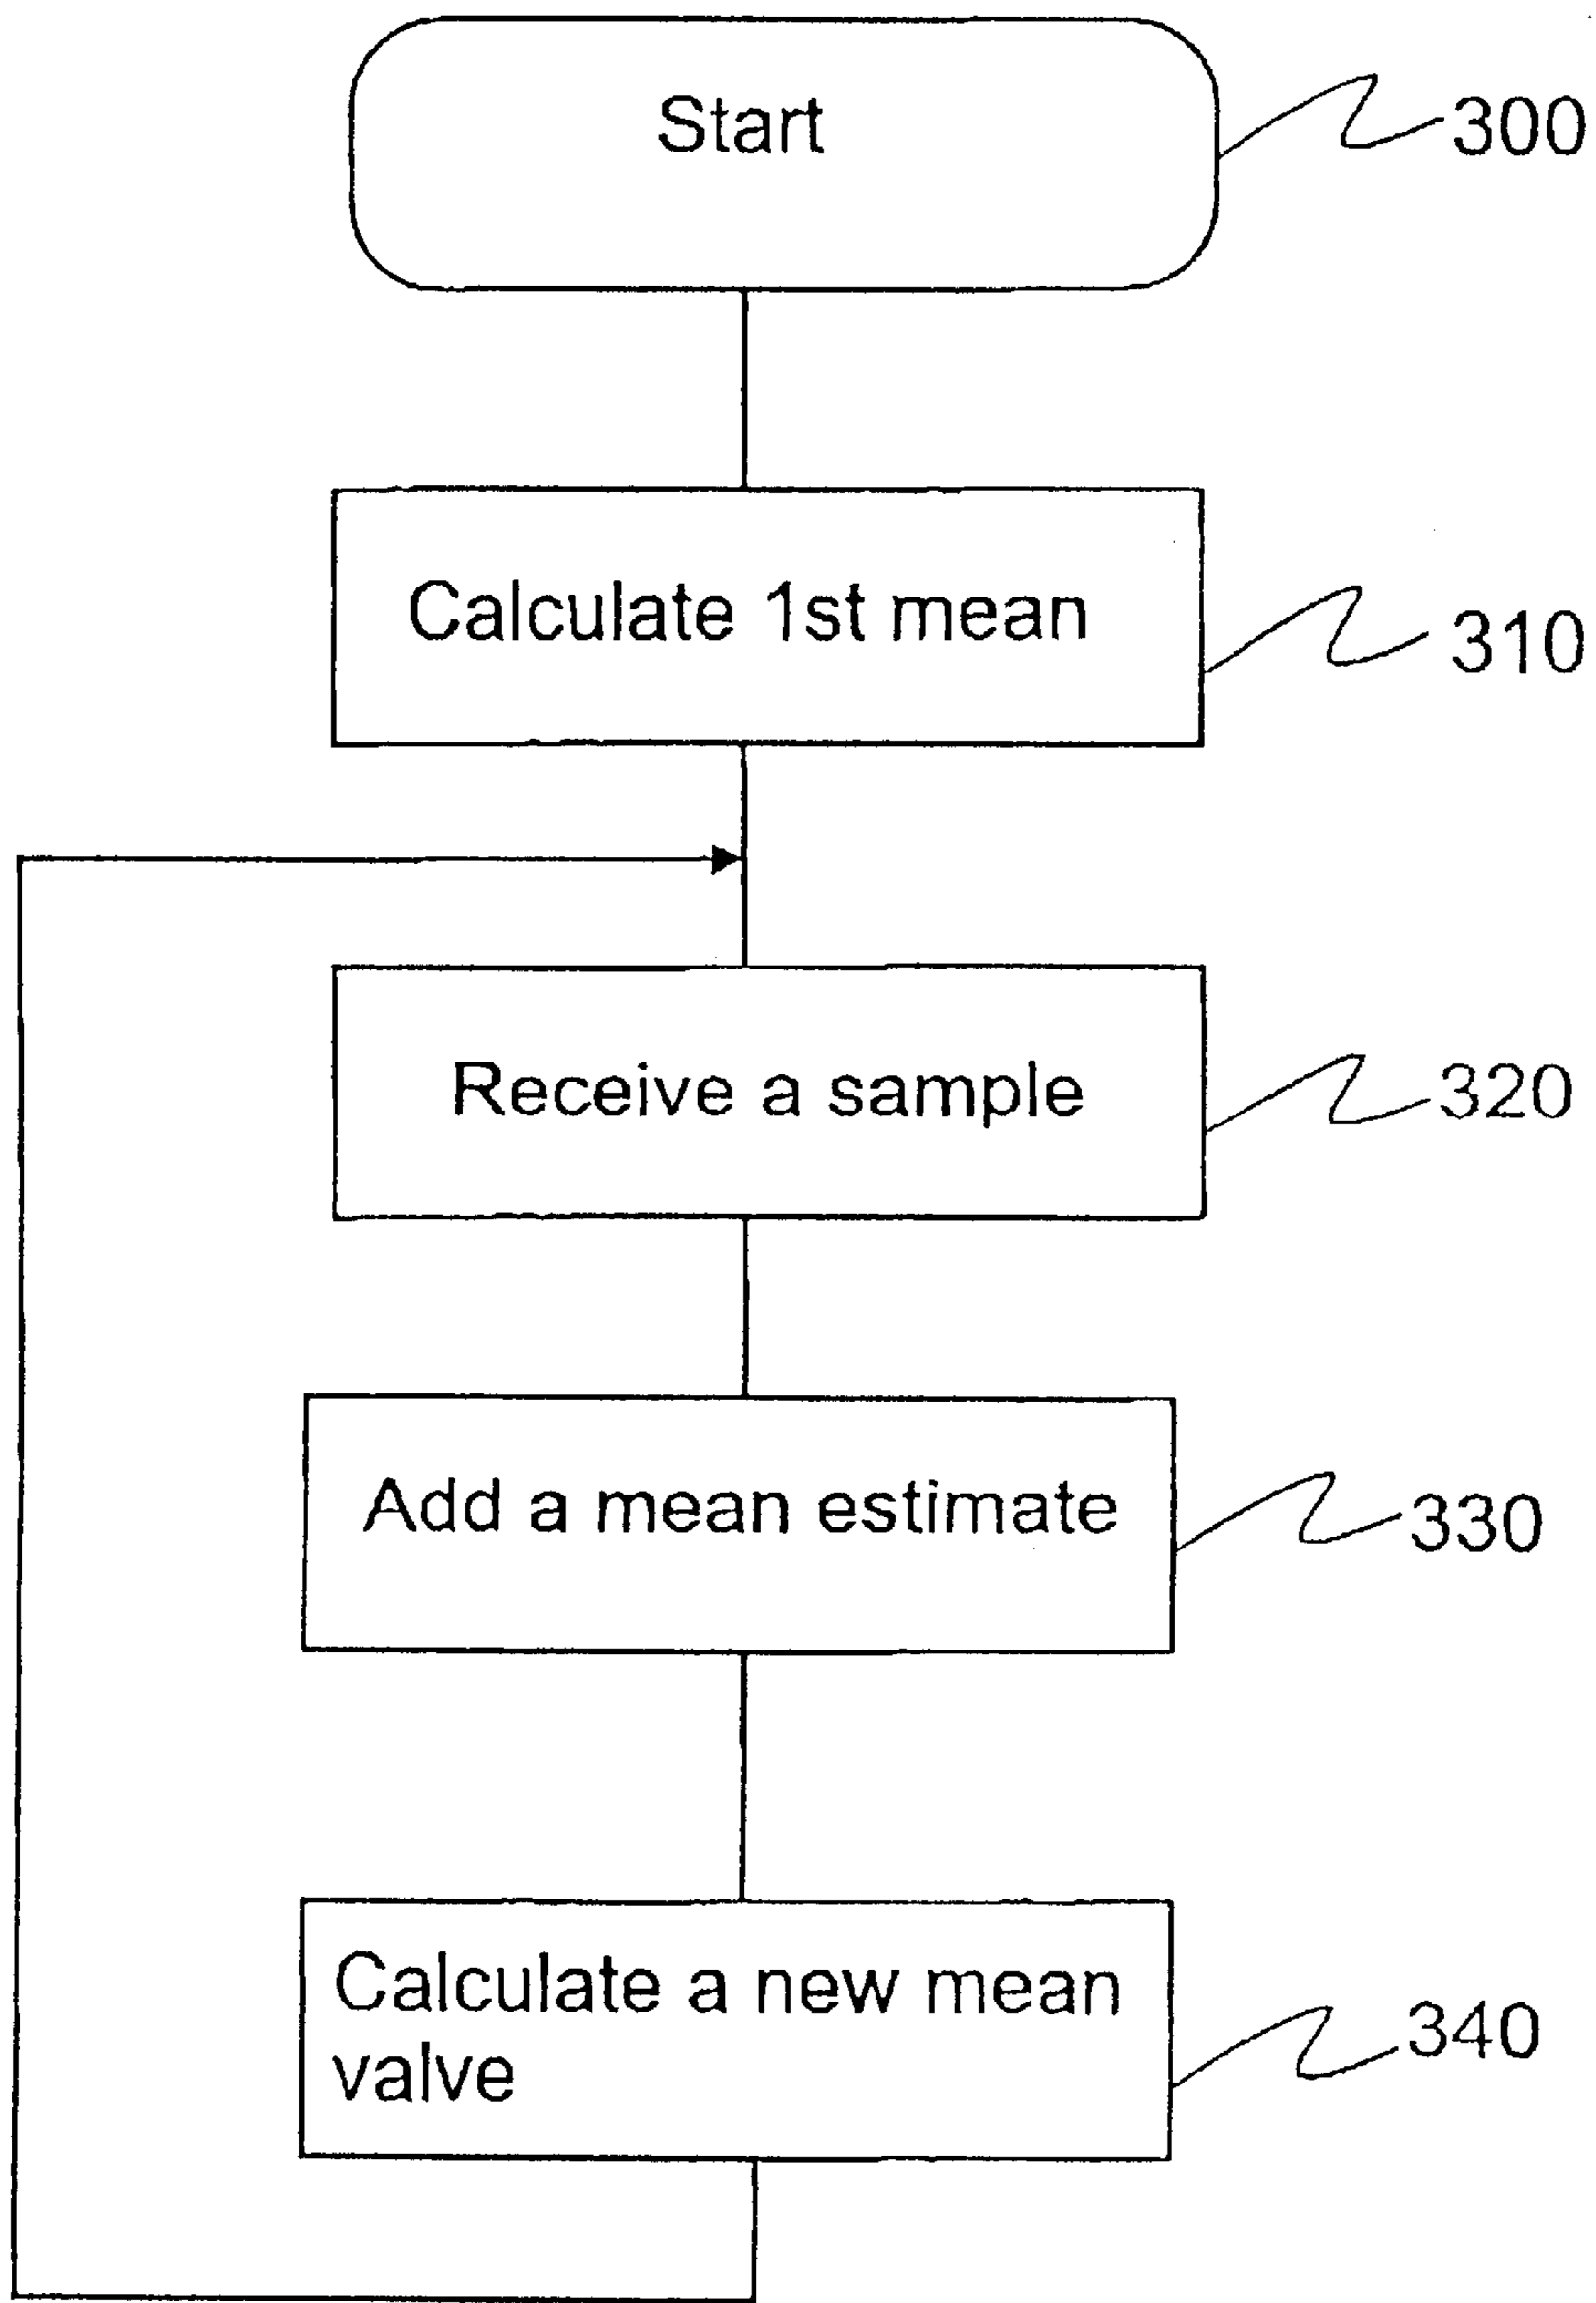 Start
300
Calculate 1st mean
310
Receive a sample
320
Add a mean estimate
330
Calculate a new mean
valve
340